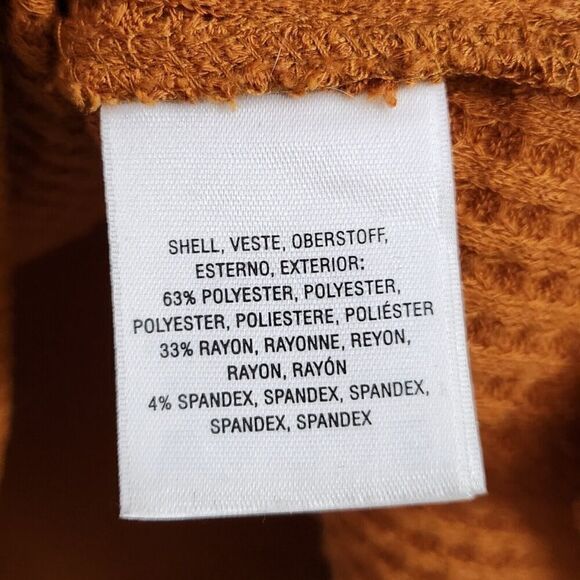 SHELL, VESTE, OBERSTOFF,
ESTERNO, EXTERIOR:
63% POLYESTER, POLYESTER,
POLYESTER, POLIESTERE, POLIÉSTER
33% RAYON, RAYONNE, REYON,
RAYON, RAYÓN
4% SPANDEX, SPANDEX, SPANDEX,
SPANDEX, SPANDEX